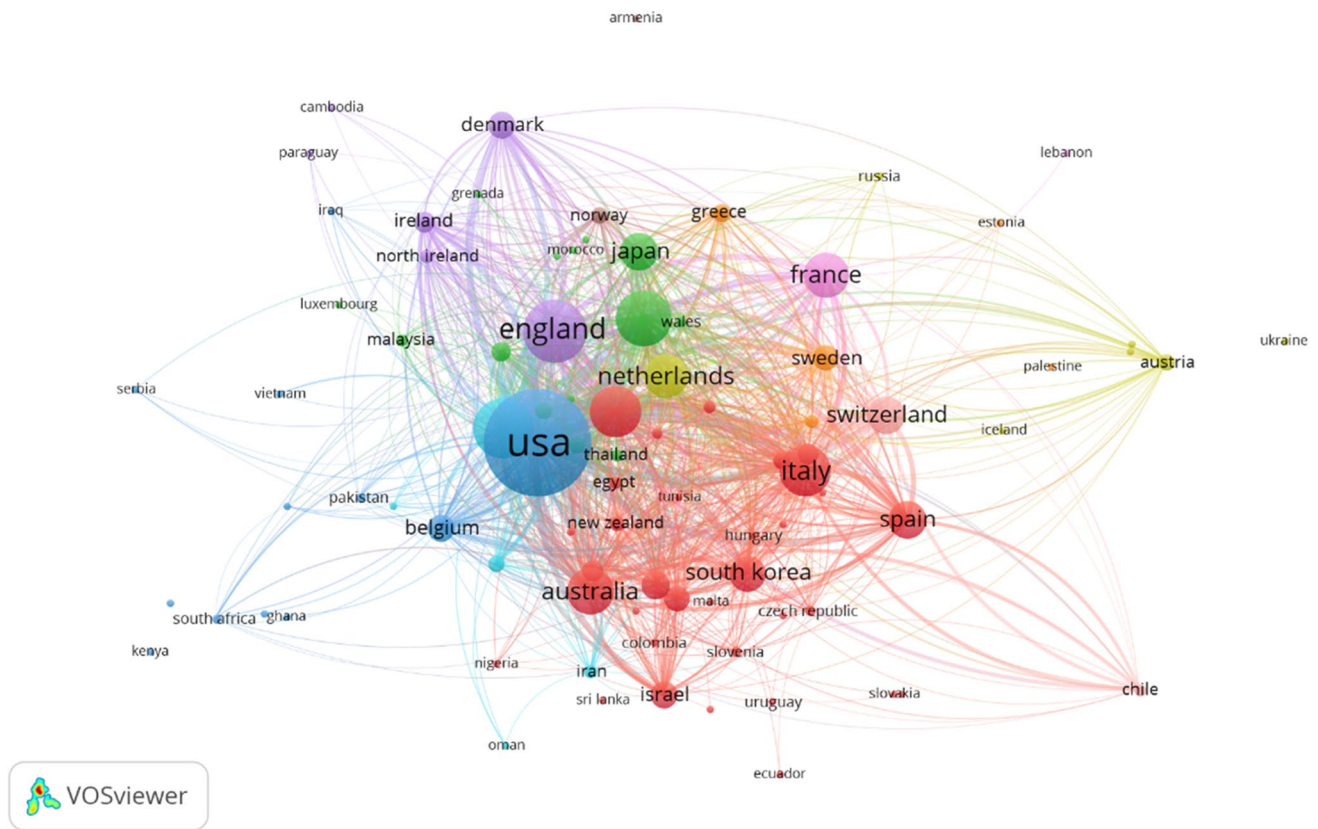 armenia
cambodia
denmark
paraguay
lebanon
russia
grenada
iraq
ireland
norway
greece
estonia
north ireland
morocco
japan
france
luxembourg
england
wales
malaysia
ukraine
sweden
palestine
austria
netherlands
serbia
vietnam
switzerland
iceland
usa
thailand
italy
egypt
pakistan
tunisia
belgium
new zealand
spain
hungary
south korea
australia
malta
czech republic
south africa
ghana
colombia
kenya
slovenia
nigeria
iran
sri lanka
israel
uruguay
slovakia
chile
oman
ecuador
VOSviewer